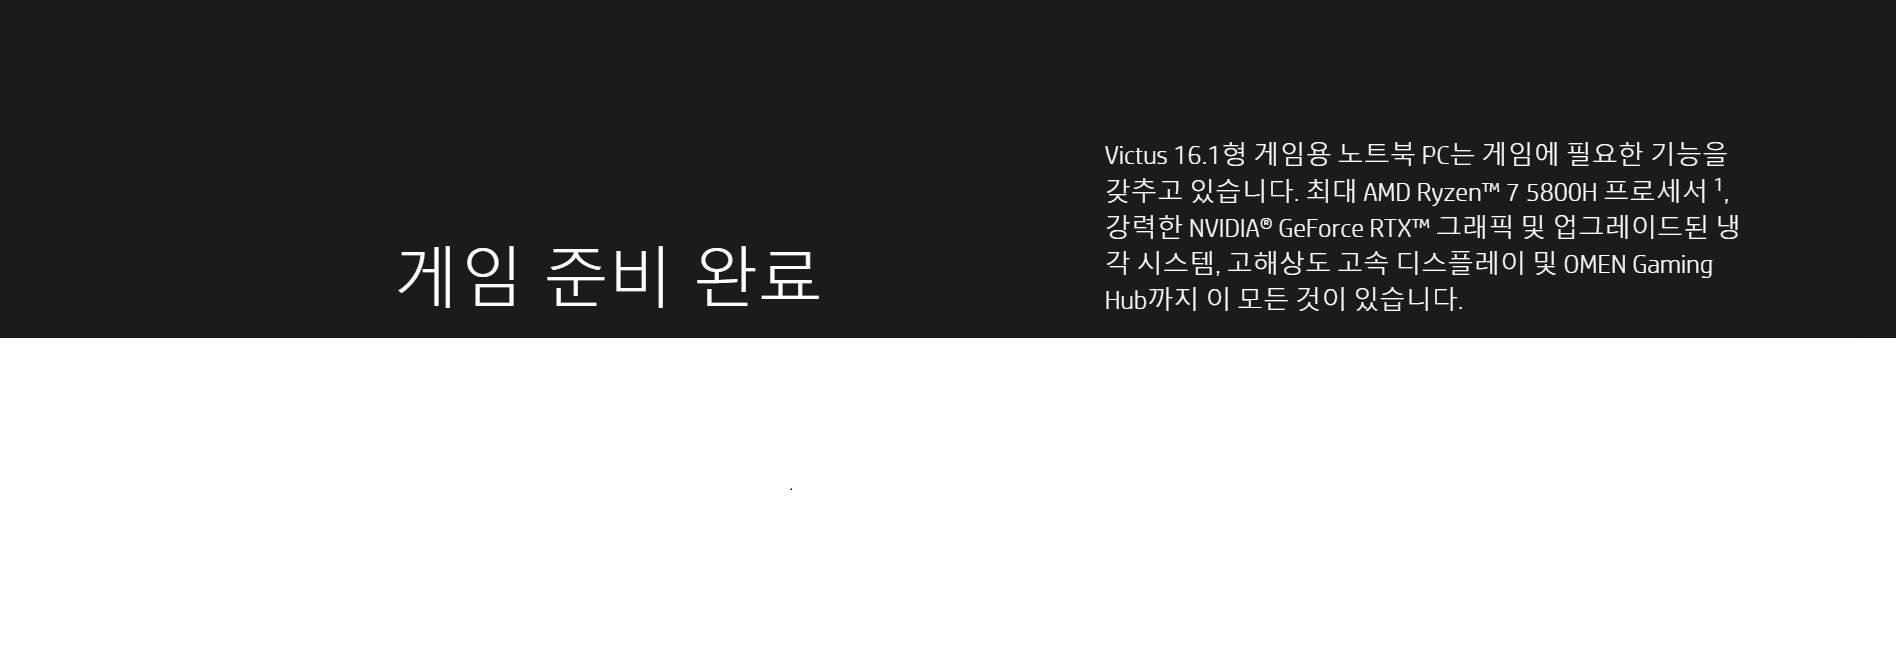 게임 준비 완료
Victus 16.1형 게임용 노트북 PC는 게임에 필요한 기능을
갖추고 있습니다. 최대 AMD Ryzen™ 7 5800H 프로세서 ¹,
강력한 NVIDIA® GeForce RTX™ 그래픽 및 업그레이드된 냉
각 시스템, 고해상도 고속 디스플레이 및 OMEN Gaming
Hub까지 이 모든 것이 있습니다.
.